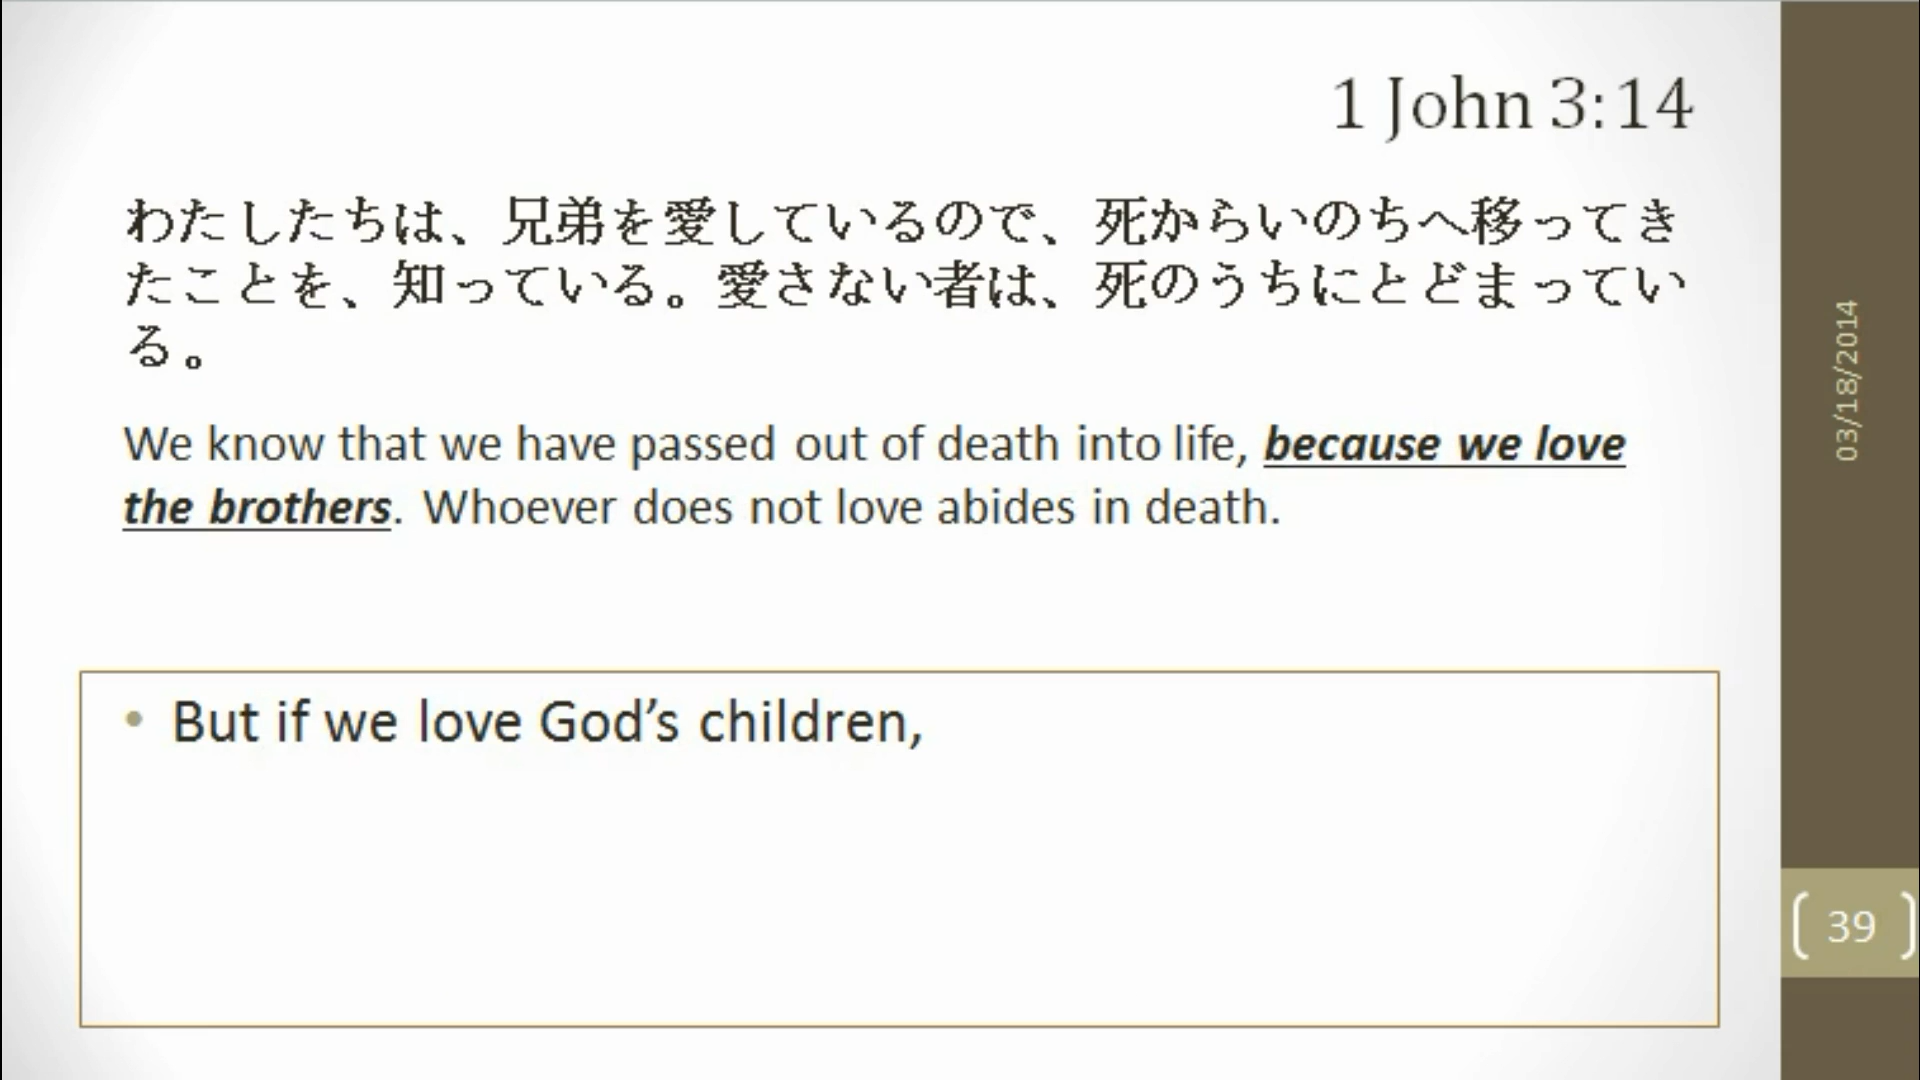 1 John 3:14
わたしたちは、兄弟を愛しているので、死からいのちへ移ってき
たことを、知っている。愛さない者は、死のうちにとどまってい
る。
We know that we have passed out of death into life, because we love
the brothers. Whoever does not love abides in death.
• But if we love God’s children,
03/18/2014
39